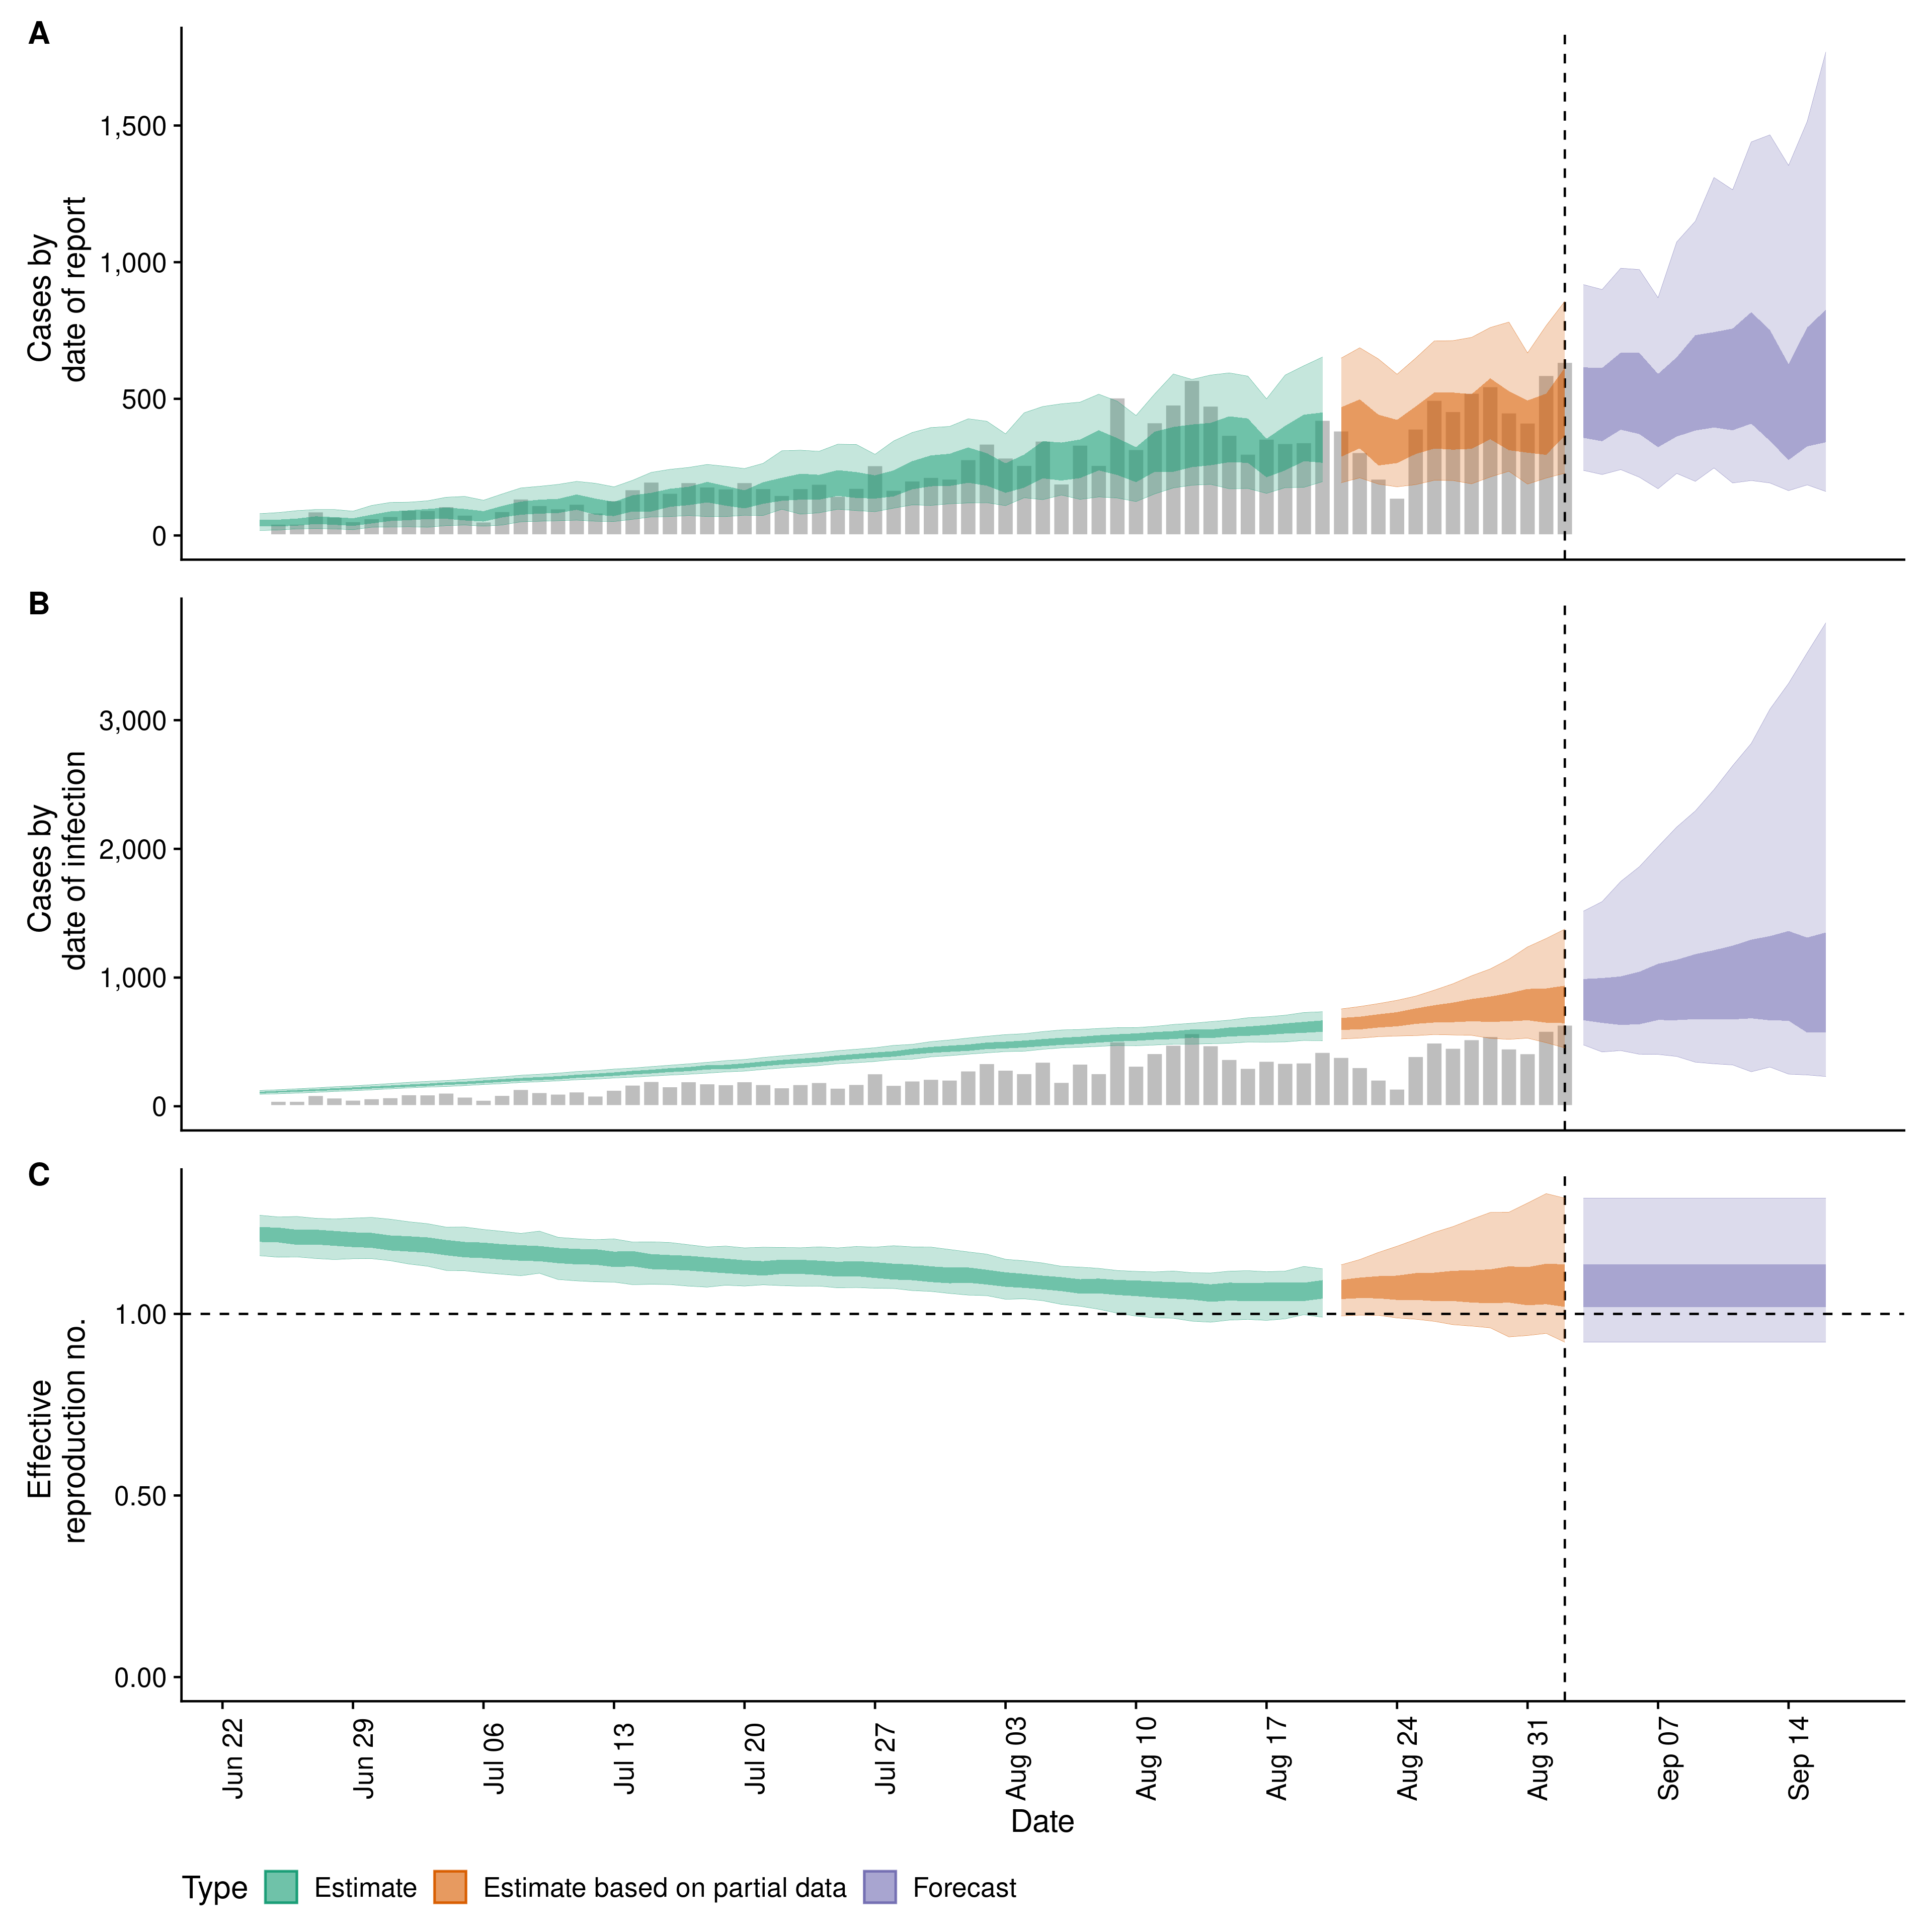 A
Cases by
date of report
1,500
1,000
500
0
B
Cases by
date of infection
3,000
2,000
1,000
0
C
Effective
reproduction no.
1.00
0.50
0.00
Jun 22
Jun 29
Jul 06
Jul 13
Jul 20
Jul 27
Aug 03
Aug 10
Aug 17
Aug 24
Aug 31
Sep 07
Sep 14
Date
Type Estimate Estimate based on partial data Forecast